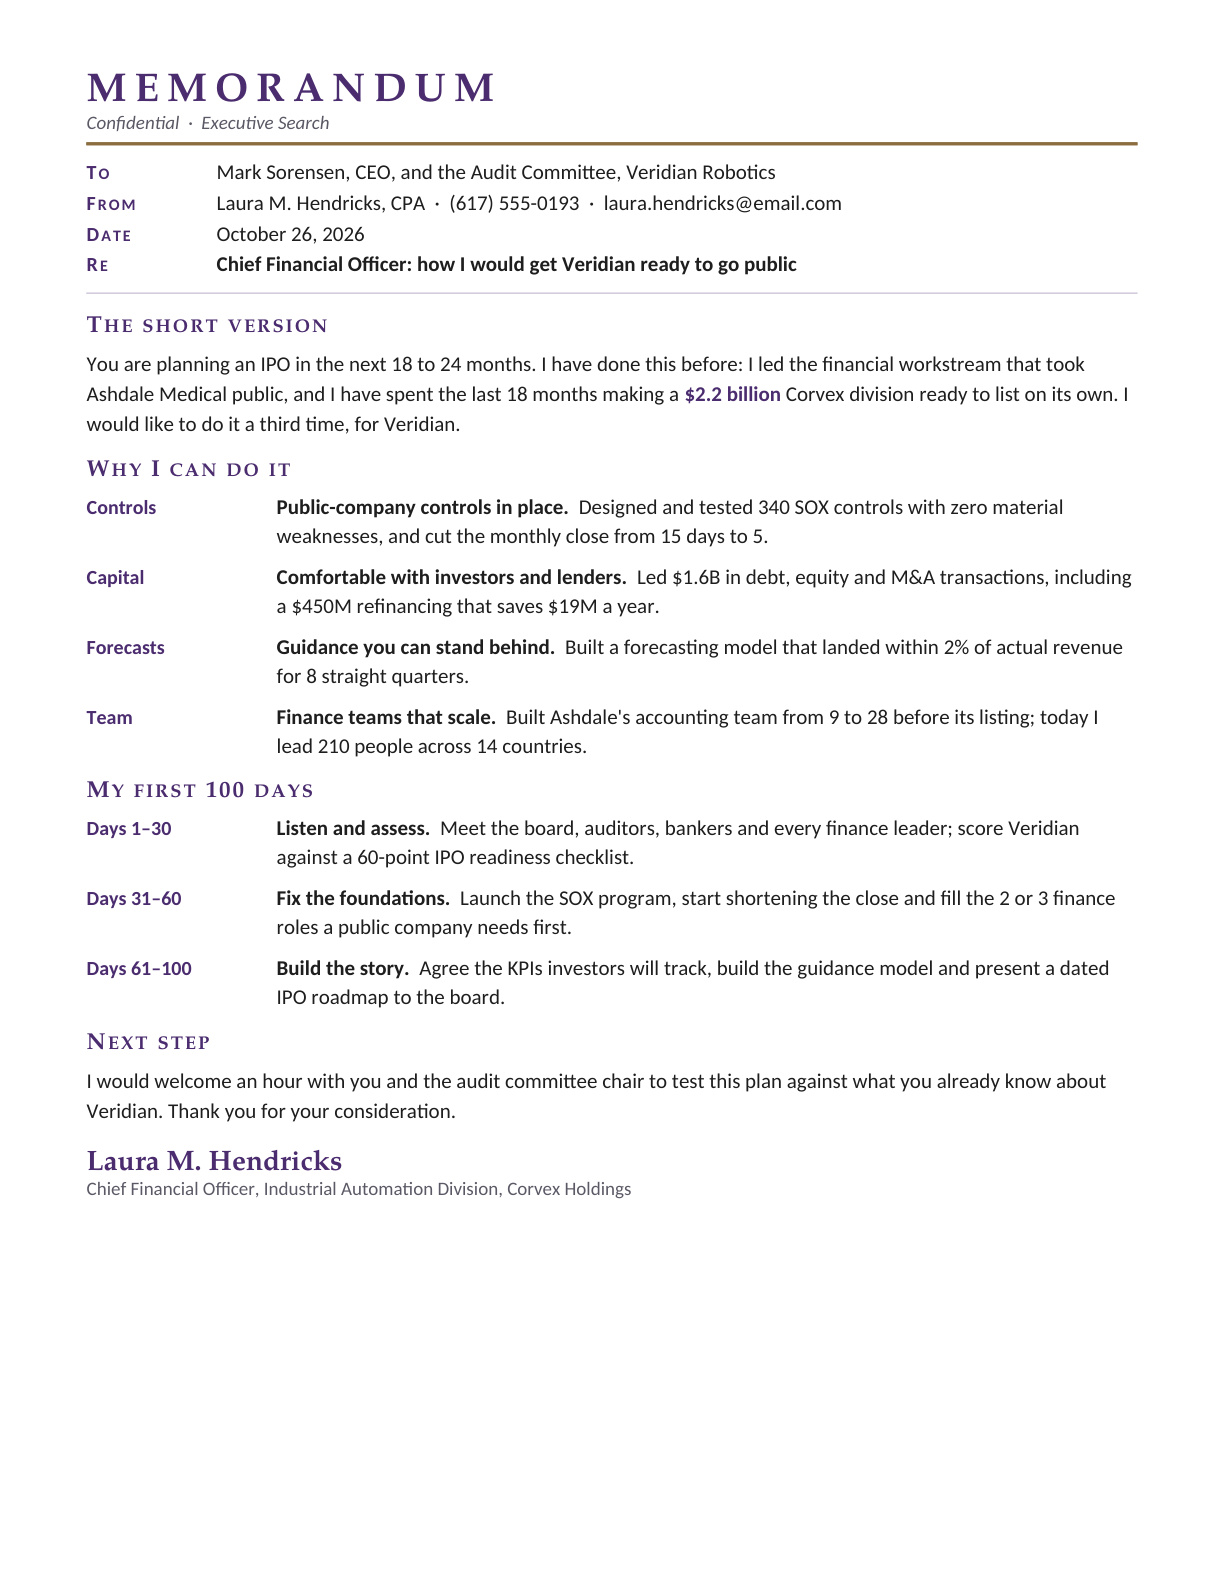 MEMORANDUM
Confidential · Executive Search
To Mark Sorensen, CEO, and the Audit Committee, Veridian Robotics
From Laura M. Hendricks, CPA · (617) 555-0193 · laura.hendricks@email.com
Date October 26, 2026
Re Chief Financial Officer: how I would get Veridian ready to go public
The short version
You are planning an IPO in the next 18 to 24 months. I have done this before: I led the financial workstream that took
Ashdale Medical public, and I have spent the last 18 months making a $2.2 billion Corvex division ready to list on its own. I
would like to do it a third time, for Veridian.
Why I can do it
Controls Public-company controls in place. Designed and tested 340 SOX controls with zero material
weaknesses, and cut the monthly close from 15 days to 5.
Capital Comfortable with investors and lenders. Led $1.6B in debt, equity and M&A transactions, including
a $450M refinancing that saves $19M a year.
Forecasts Guidance you can stand behind. Built a forecasting model that landed within 2% of actual revenue
for 8 straight quarters.
Team Finance teams that scale. Built Ashdale's accounting team from 9 to 28 before its listing; today I
lead 210 people across 14 countries.
My first 100 days
Days 1–30 Listen and assess. Meet the board, auditors, bankers and every finance leader; score Veridian
against a 60-point IPO readiness checklist.
Days 31–60 Fix the foundations. Launch the SOX program, start shortening the close and fill the 2 or 3 finance
roles a public company needs first.
Days 61–100 Build the story. Agree the KPIs investors will track, build the guidance model and present a dated
IPO roadmap to the board.
Next step
I would welcome an hour with you and the audit committee chair to test this plan against what you already know about
Veridian. Thank you for your consideration.
Laura M. Hendricks
Chief Financial Officer, Industrial Automation Division, Corvex Holdings